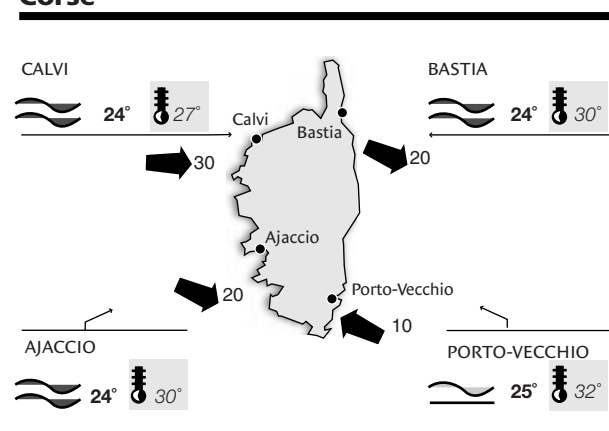 Corse
CALVI
24° 27°
BASTIA
24° 30°
Calvi
Bastia
30
20
Ajaccio
20
Porto-Vecchio
10
AJACCIO
24° 30°
PORTO-VECCHIO
25° 32°